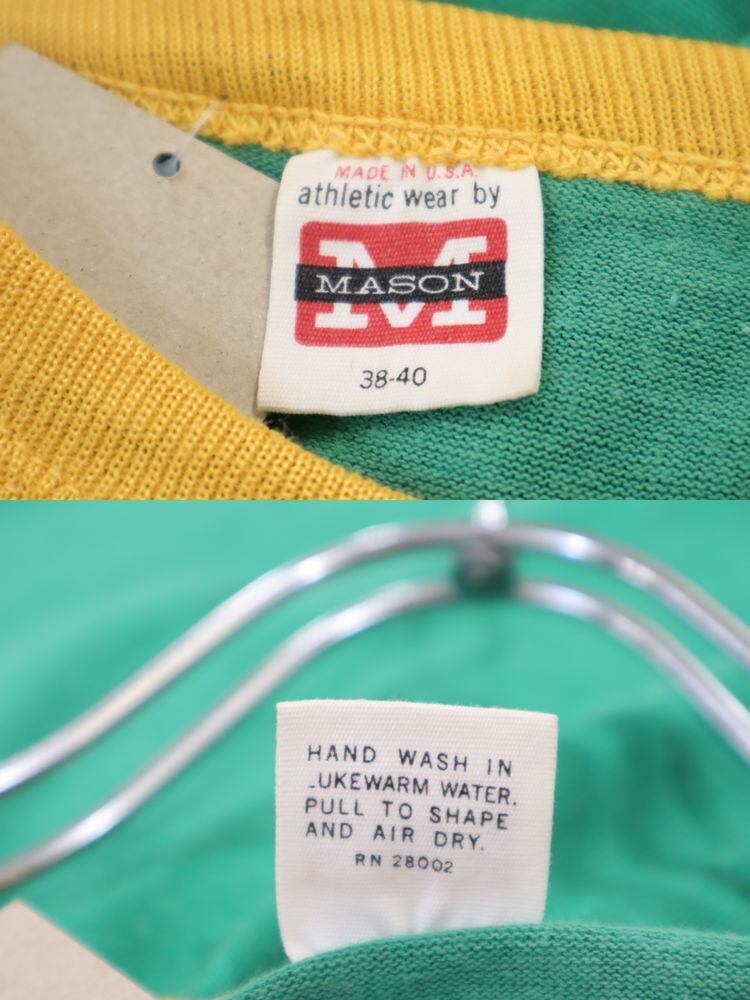 MADE IN U.S.A.
athletic wear by
M
MASON
38-40
HAND WASH IN
LUKEWARM WATER.
PULL TO SHAPE
AND AIR DRY.
RN 28002